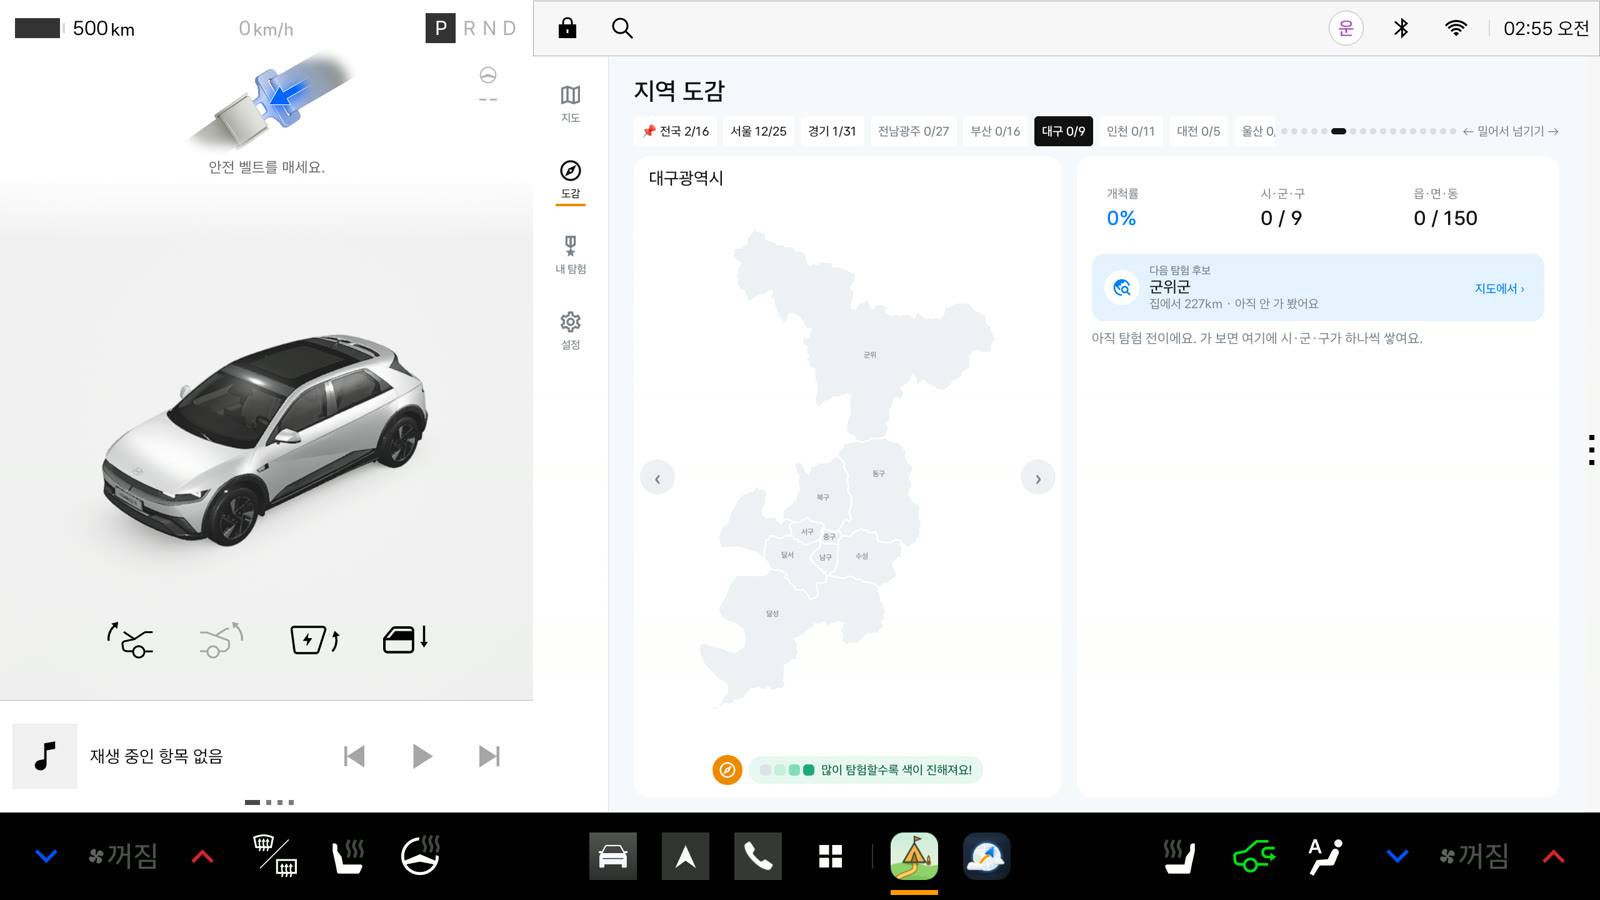 500 km
0 km/h
P R N D
운
02:55 오전
안전 벨트를 매세요.
--
지도
도감
내 탐험
설정
지역 도감
📌 전국 2/16
서울 12/25
경기 1/31
전남광주 0/27
부산 0/16
대구 0/9
인천 0/11
대전 0/5
울산 0
← 밀어서 넘기기 →
대구광역시
군위
동구
북구
서구
중구
달서
남구
수성
달성
많이 탐험할수록 색이 진해져요!
개척률
0%
시·군·구
0 / 9
읍·면·동
0 / 150
다음 탐험 후보
군위군
집에서 227km · 아직 안 가 봤어요
지도에서 ›
아직 탐험 전이에요. 가 보면 여기에 시·군·구가 하나씩 쌓여요.
재생 중인 항목 없음
꺼짐
A
꺼짐